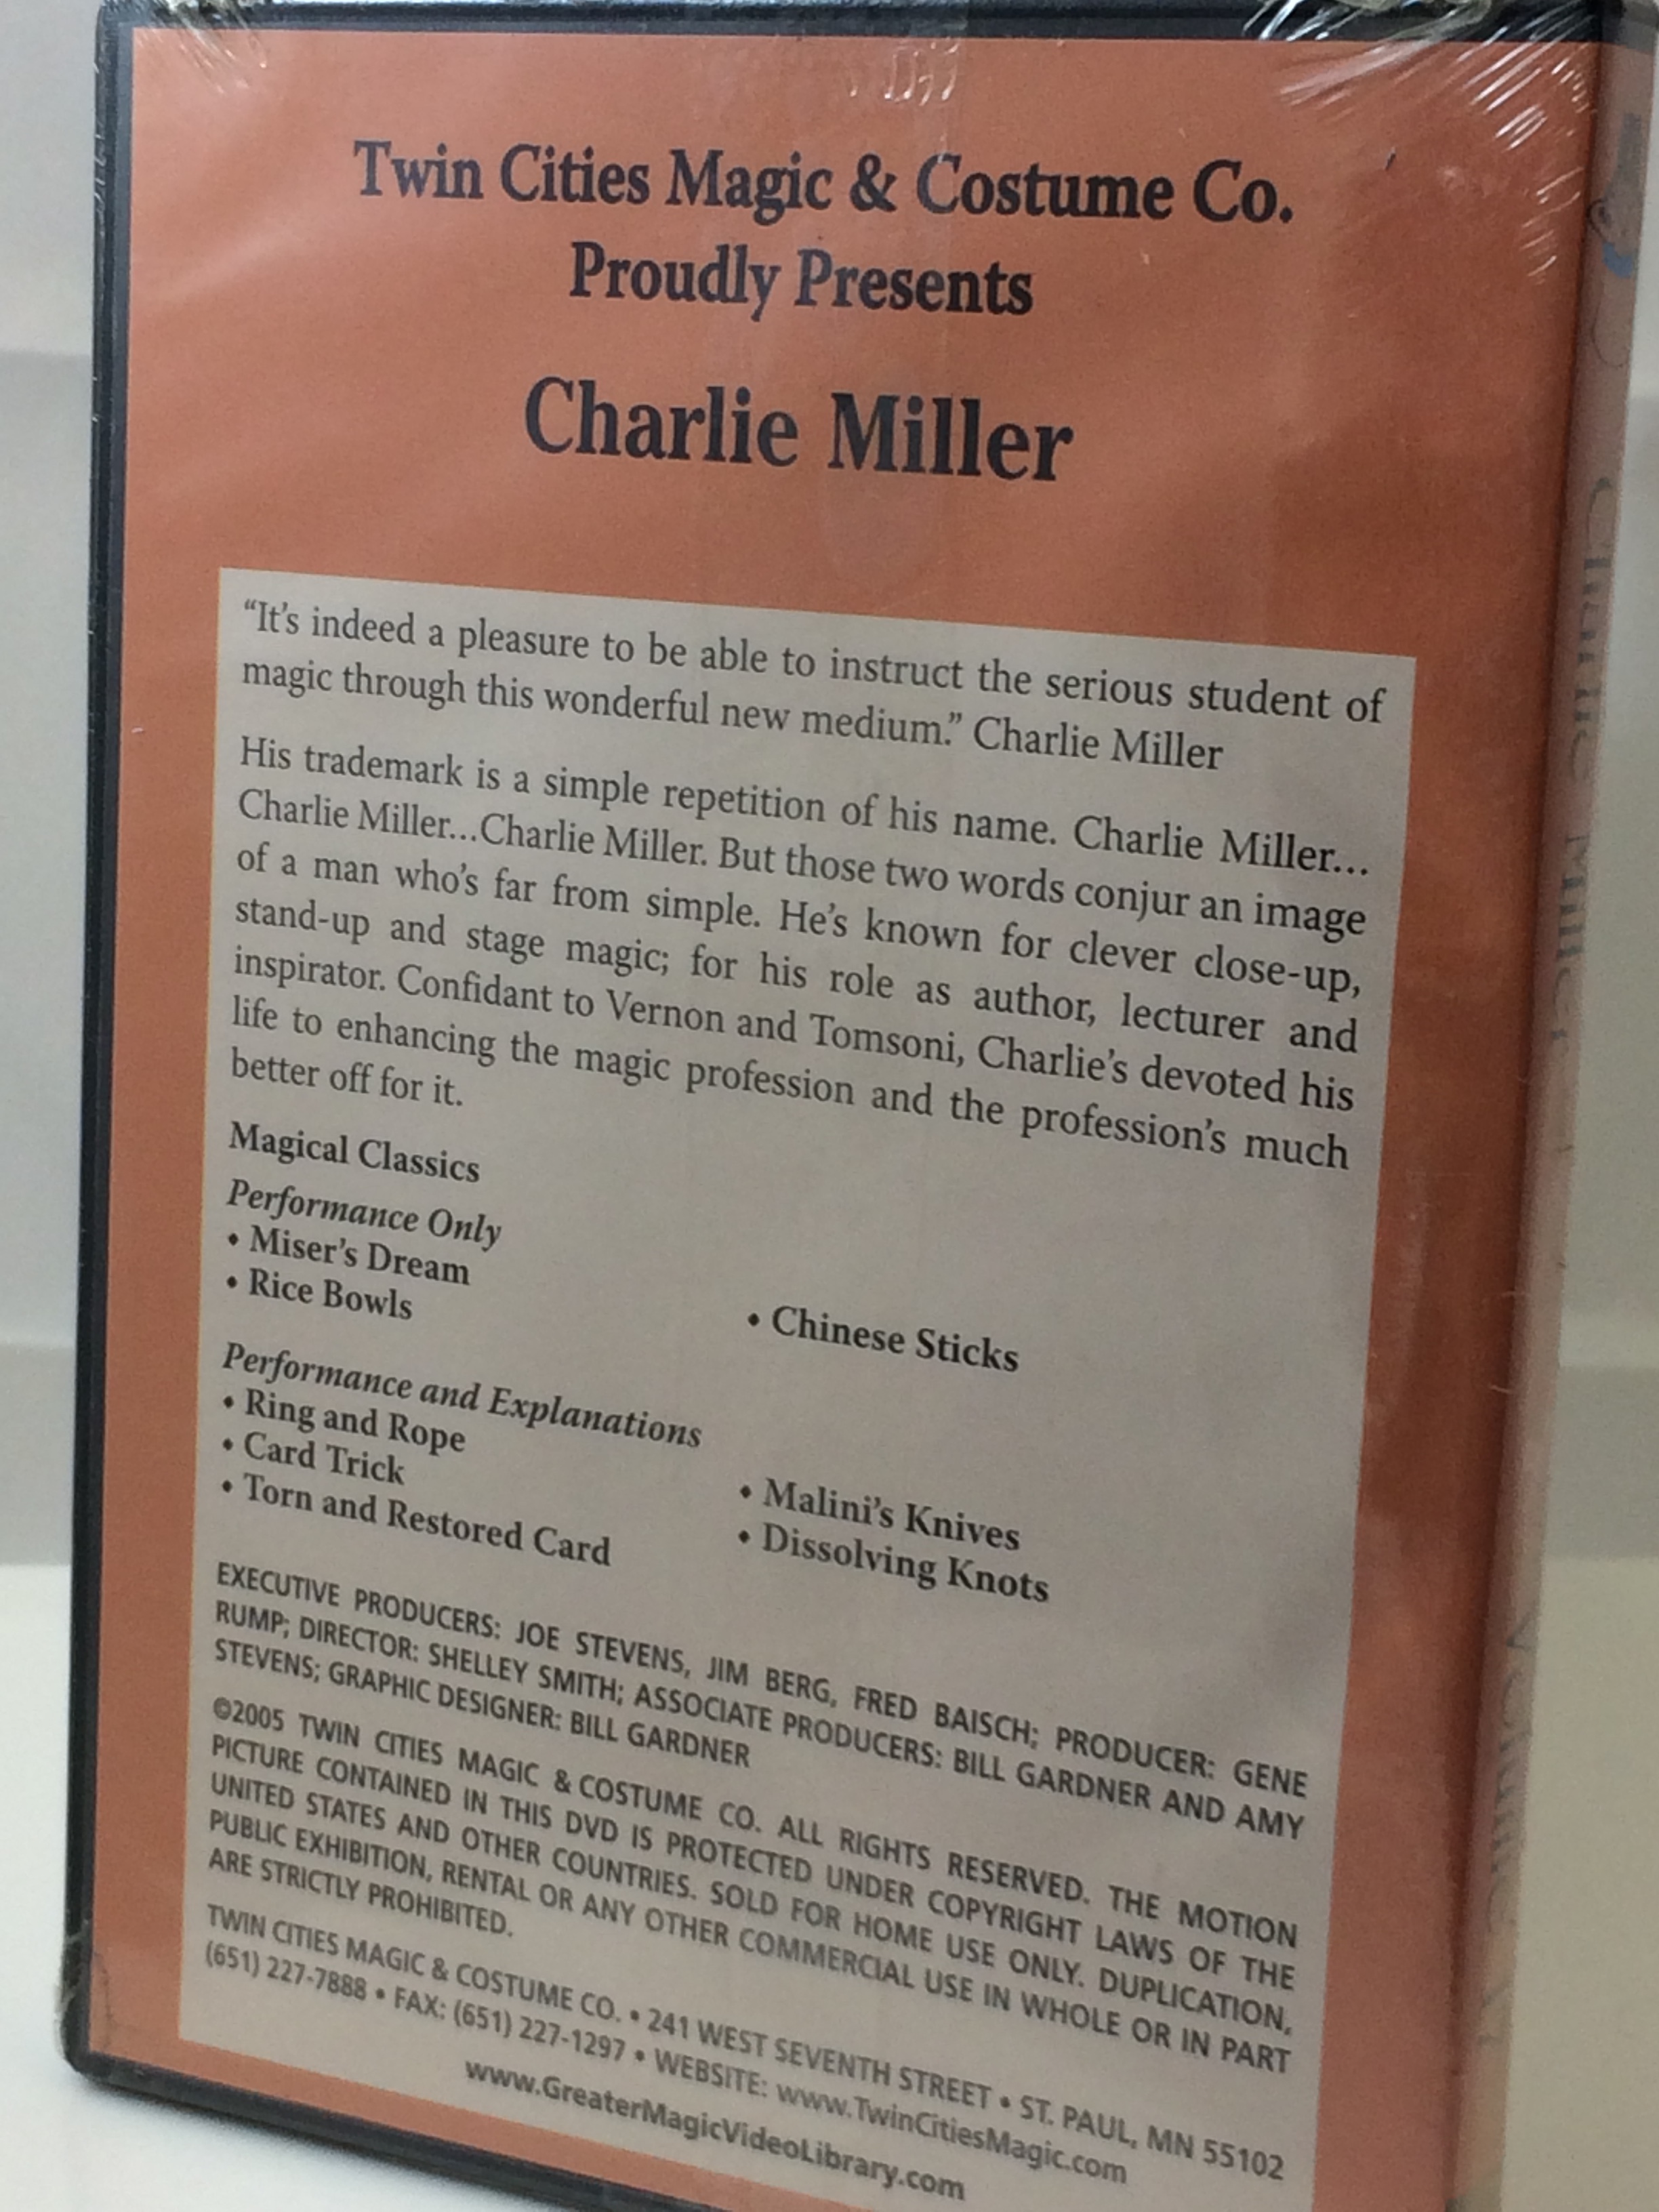 Twin Cities Magic & Costume Co.
Proudly Presents
Charlie Miller
“It’s indeed a pleasure to be able to instruct the serious student of
magic through this wonderful new medium.” Charlie Miller
His trademark is a simple repetition of his name. Charlie Miller...
Charlie Miller...Charlie Miller. But those two words conjur an image
of a man who’s far from simple. He’s known for clever close-up,
stand-up and stage magic; for his role as author, lecturer and
inspirator. Confidant to Vernon and Tomsoni, Charlie’s devoted his
life to enhancing the magic profession and the profession’s much
better off for it.
Magical Classics
Performance Only
• Miser’s Dream
• Rice Bowls
• Chinese Sticks
Performance and Explanations
• Ring and Rope
• Card Trick
• Torn and Restored Card
• Malini’s Knives
• Dissolving Knots
EXECUTIVE PRODUCERS: JOE STEVENS, JIM BERG, FRED BAISCH; PRODUCER: GENE
RUMP; DIRECTOR: SHELLEY SMITH; ASSOCIATE PRODUCERS: BILL GARDNER AND AMY
STEVENS; GRAPHIC DESIGNER: BILL GARDNER
©2005 TWIN CITIES MAGIC & COSTUME CO. ALL RIGHTS RESERVED. THE MOTION
PICTURE CONTAINED IN THIS DVD IS PROTECTED UNDER COPYRIGHT LAWS OF THE
UNITED STATES AND OTHER COUNTRIES. SOLD FOR HOME USE ONLY. DUPLICATION,
PUBLIC EXHIBITION, RENTAL OR ANY OTHER COMMERCIAL USE IN WHOLE OR IN PART
ARE STRICTLY PROHIBITED.
TWIN CITIES MAGIC & COSTUME CO. • 241 WEST SEVENTH STREET • ST. PAUL, MN 55102
(651) 227-7888 • FAX: (651) 227-1297 • WEBSITE: www.TwinCitiesMagic.com
www.GreaterMagicVideoLibrary.com
Charlie Miller